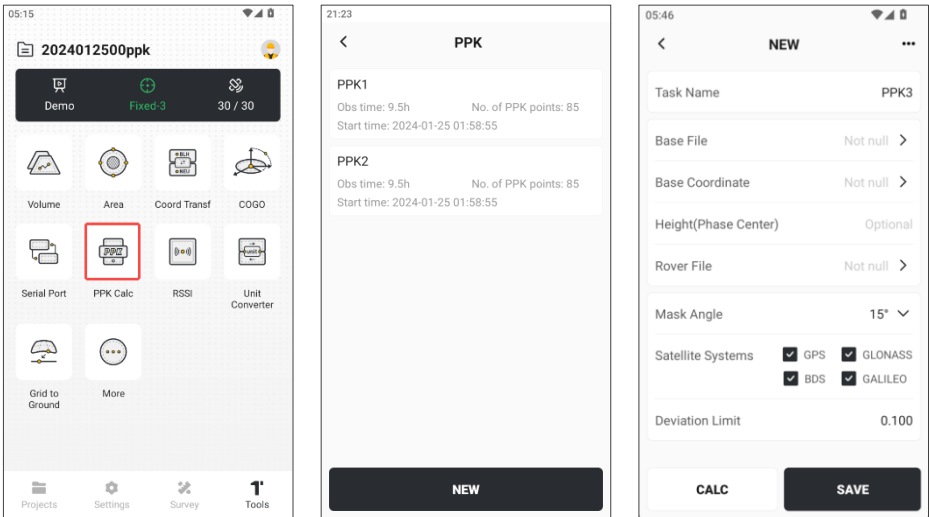 05:15
2024012500ppk
Demo
Fixed-3
30 / 30
Volume
Area
Coord Transf
COGO
Serial Port
PPK Calc
RSSI
Unit
Converter
Grid to
Ground
More
Projects
Settings
Survey
Tools
21:23
PPK
PPK1
Obs time: 9.5h No. of PPK points: 85
Start time: 2024-01-25 01:58:55
PPK2
Obs time: 9.5h No. of PPK points: 85
Start time: 2024-01-25 01:58:55
NEW
05:46
NEW
Task Name PPK3
Base File Not null
Base Coordinate Not null
Height(Phase Center) Optional
Rover File Not null
Mask Angle 15°
Satellite Systems GPS GLONASS
BDS GALILEO
Deviation Limit 0.100
CALC
SAVE